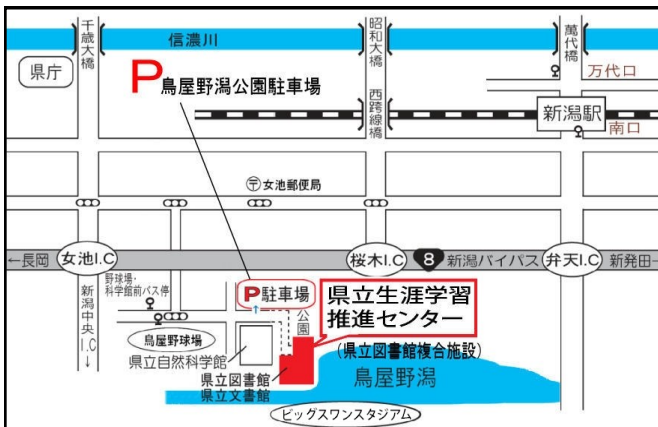 千歳大橋
信濃川
昭和大橋
萬代橋
県庁
P鳥屋野潟公園駐車場
西跨線橋
万代口
新潟駅
南口
〒女池郵便局
←長岡
女池I.C
桜木I.C
8
新潟バイパス
弁天I.C
新発田→
新潟中央I.C
↓
野球場・
科学館前バス停
P駐車場
公園
県立生涯学習
推進センター
(県立図書館複合施設)
鳥屋野球場
県立自然科学館
県立図書館
県立文書館
鳥屋野潟
ビッグスワンスタジアム